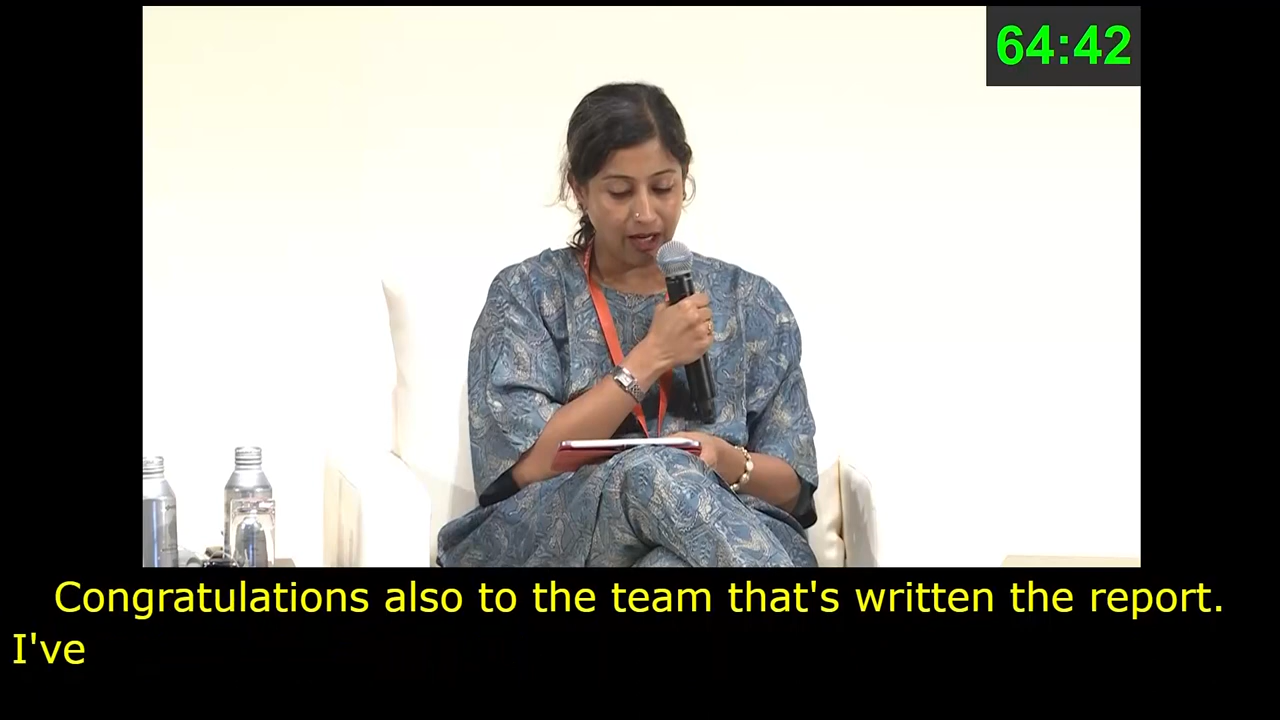 64:42
Congratulations also to the team that's written the report.
I've